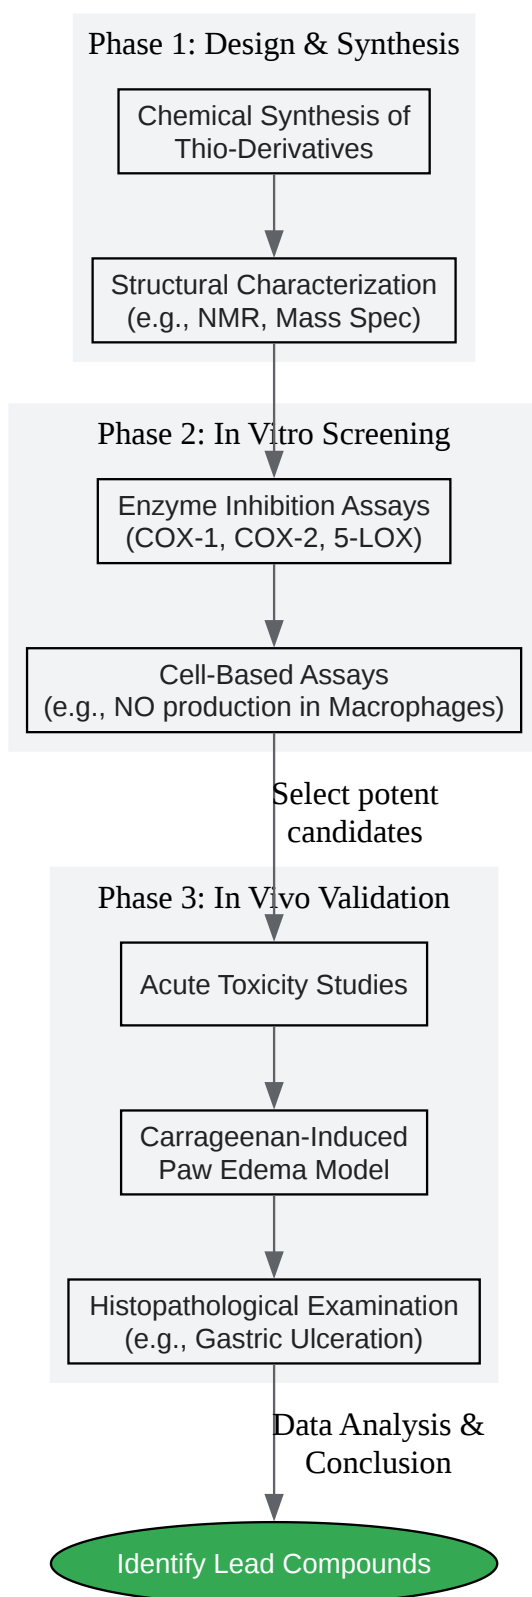 Phase 1: Design & Synthesis
Chemical Synthesis of
Thio-Derivatives
Structural Characterization
(e.g., NMR, Mass Spec)
Phase 2: In Vitro Screening
Enzyme Inhibition Assays
(COX-1, COX-2, 5-LOX)
Cell-Based Assays
(e.g., NO production in Macrophages)
Select potent
candidates
Phase 3: In Vivo Validation
Acute Toxicity Studies
Carrageenan-Induced
Paw Edema Model
Histopathological Examination
(e.g., Gastric Ulceration)
Data Analysis &
Conclusion
Identify Lead Compounds